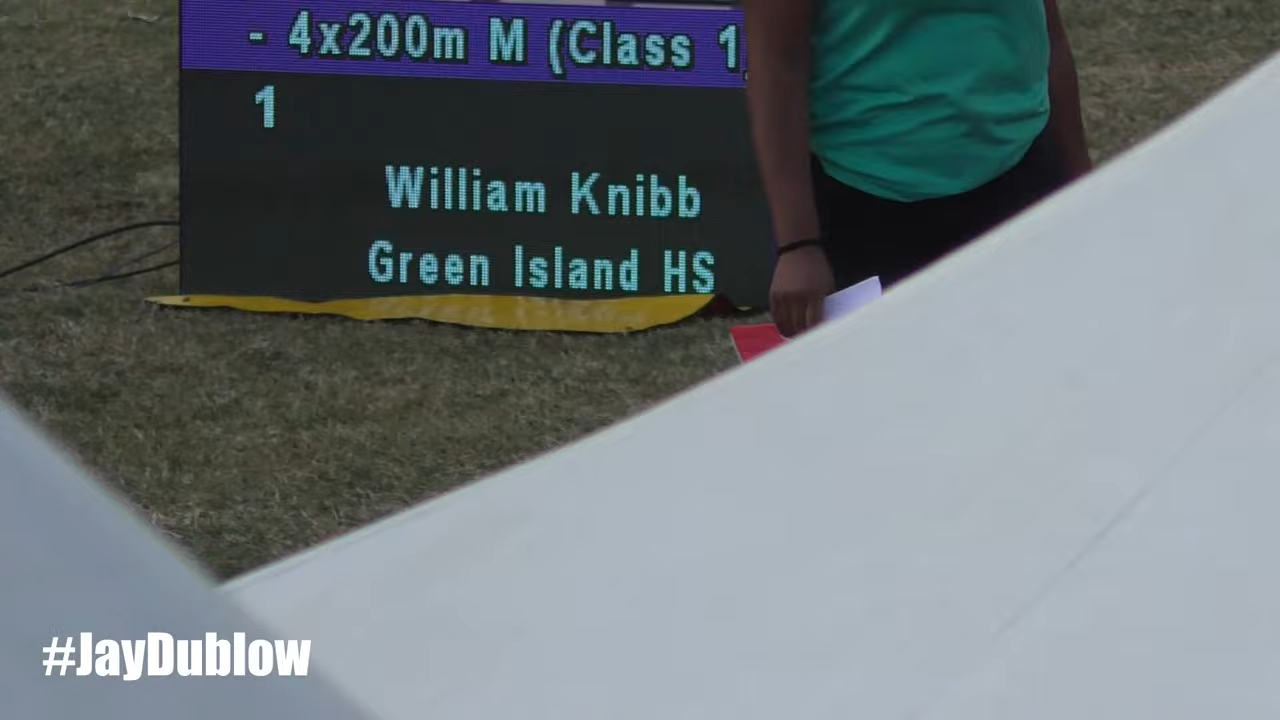 - 4x200m M (Class 1
1
William Knibb
Green Island HS
#JayDublow